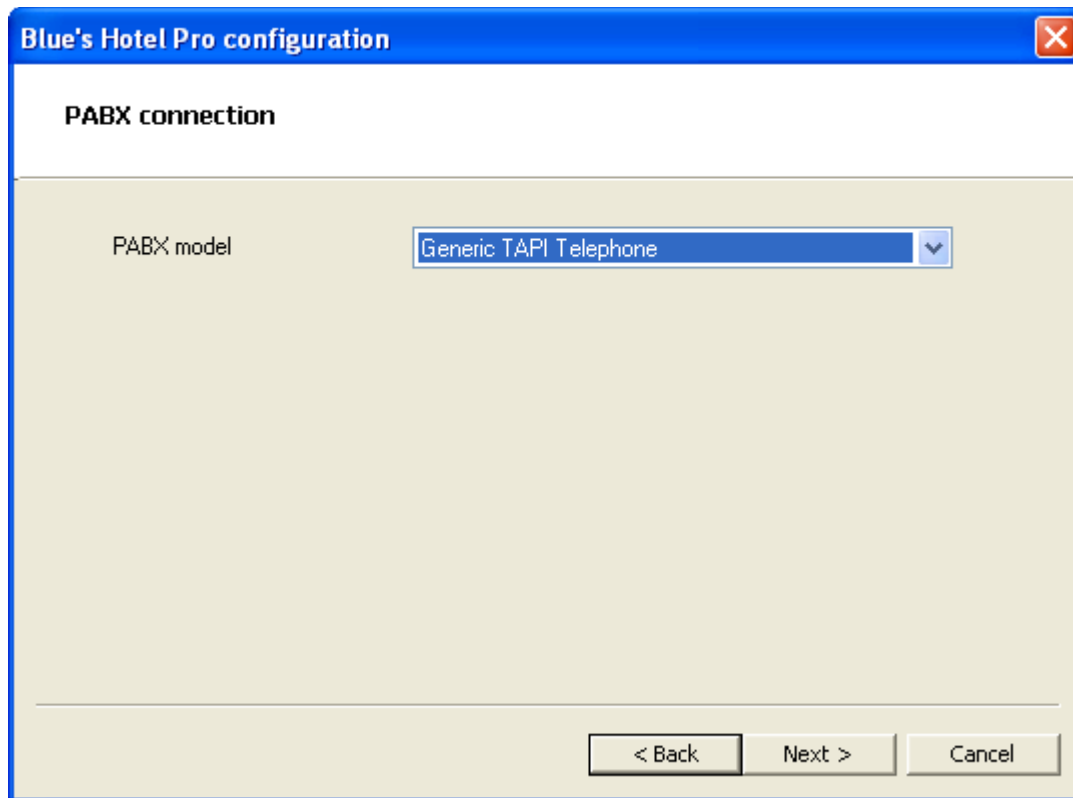 Blue's Hotel Pro configuration
PABX connection
PABX model Generic TAPI Telephone
< Back Next > Cancel